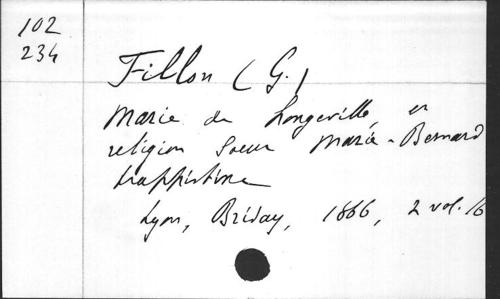 102
234
Fillon (G.)
Marie de Longeville, en
religion Soeur Marie-Bernard
trappistine
Lyon, Briday, 1866, 2 vol. 16